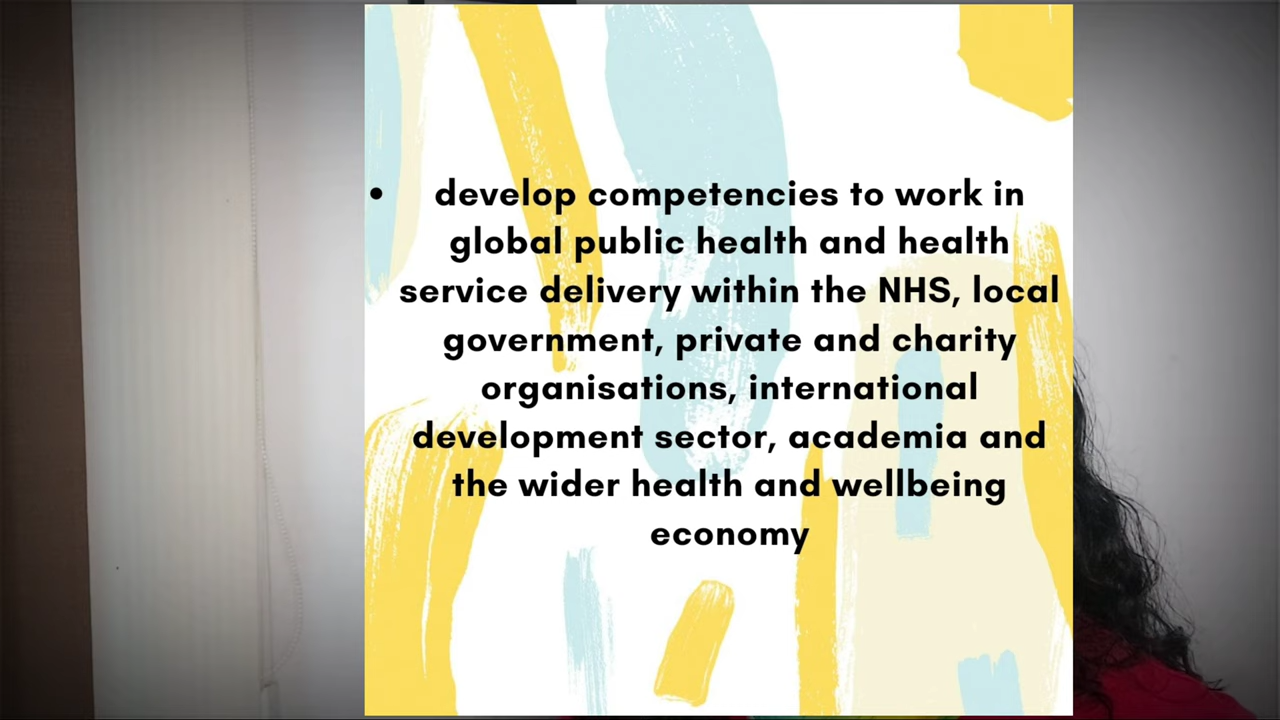 • develop competencies to work in
global public health and health
service delivery within the NHS, local
government, private and charity
organisations, international
development sector, academia and
the wider health and wellbeing
economy